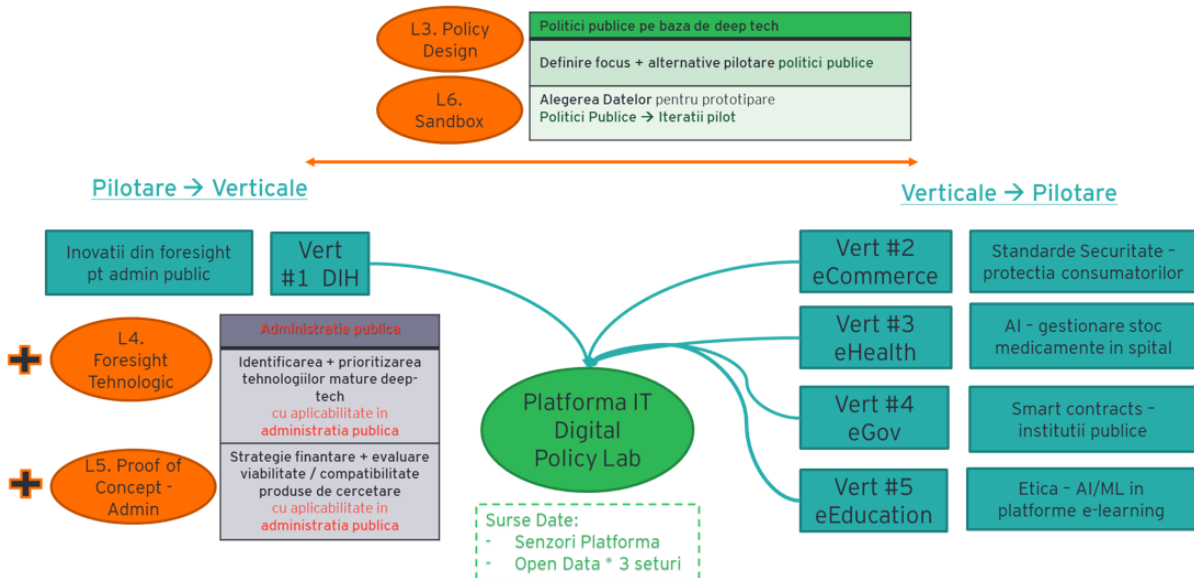 L3. Policy
Design
Politici publice pe baza de deep tech
Definire focus + alternative pilotare politici publice
L6.
Sandbox
Alegerea Datelor pentru prototipare
Politici Publice → Iteratii pilot
Pilotare → Verticale
Verticale → Pilotare
Inovatii din foresight
pt admin public
Vert
#1 DIH
Vert #2
eCommerce
Standarde Securitate –
protectia consumatorilor
L4.
Foresight
Tehnologic
Administratie publica
Identificarea + prioritizarea
tehnologiilor mature deep-
tech
cu aplicabilitate in
administratia publica
Vert #3
eHealth
AI – gestionare stoc
medicamente in spital
Platforma IT
Digital
Policy Lab
Vert #4
eGov
Smart contracts –
institutii publice
L5. Proof of
Concept -
Admin
Strategie finantare + evaluare
viabilitate / compatibilitate
produse de cercetare
cu aplicabilitate in
administratia publica
Vert #5
eEducation
Etica – AI/ML in
platforme e-learning
Surse Date:
- Senzori Platforma
- Open Data * 3 seturi